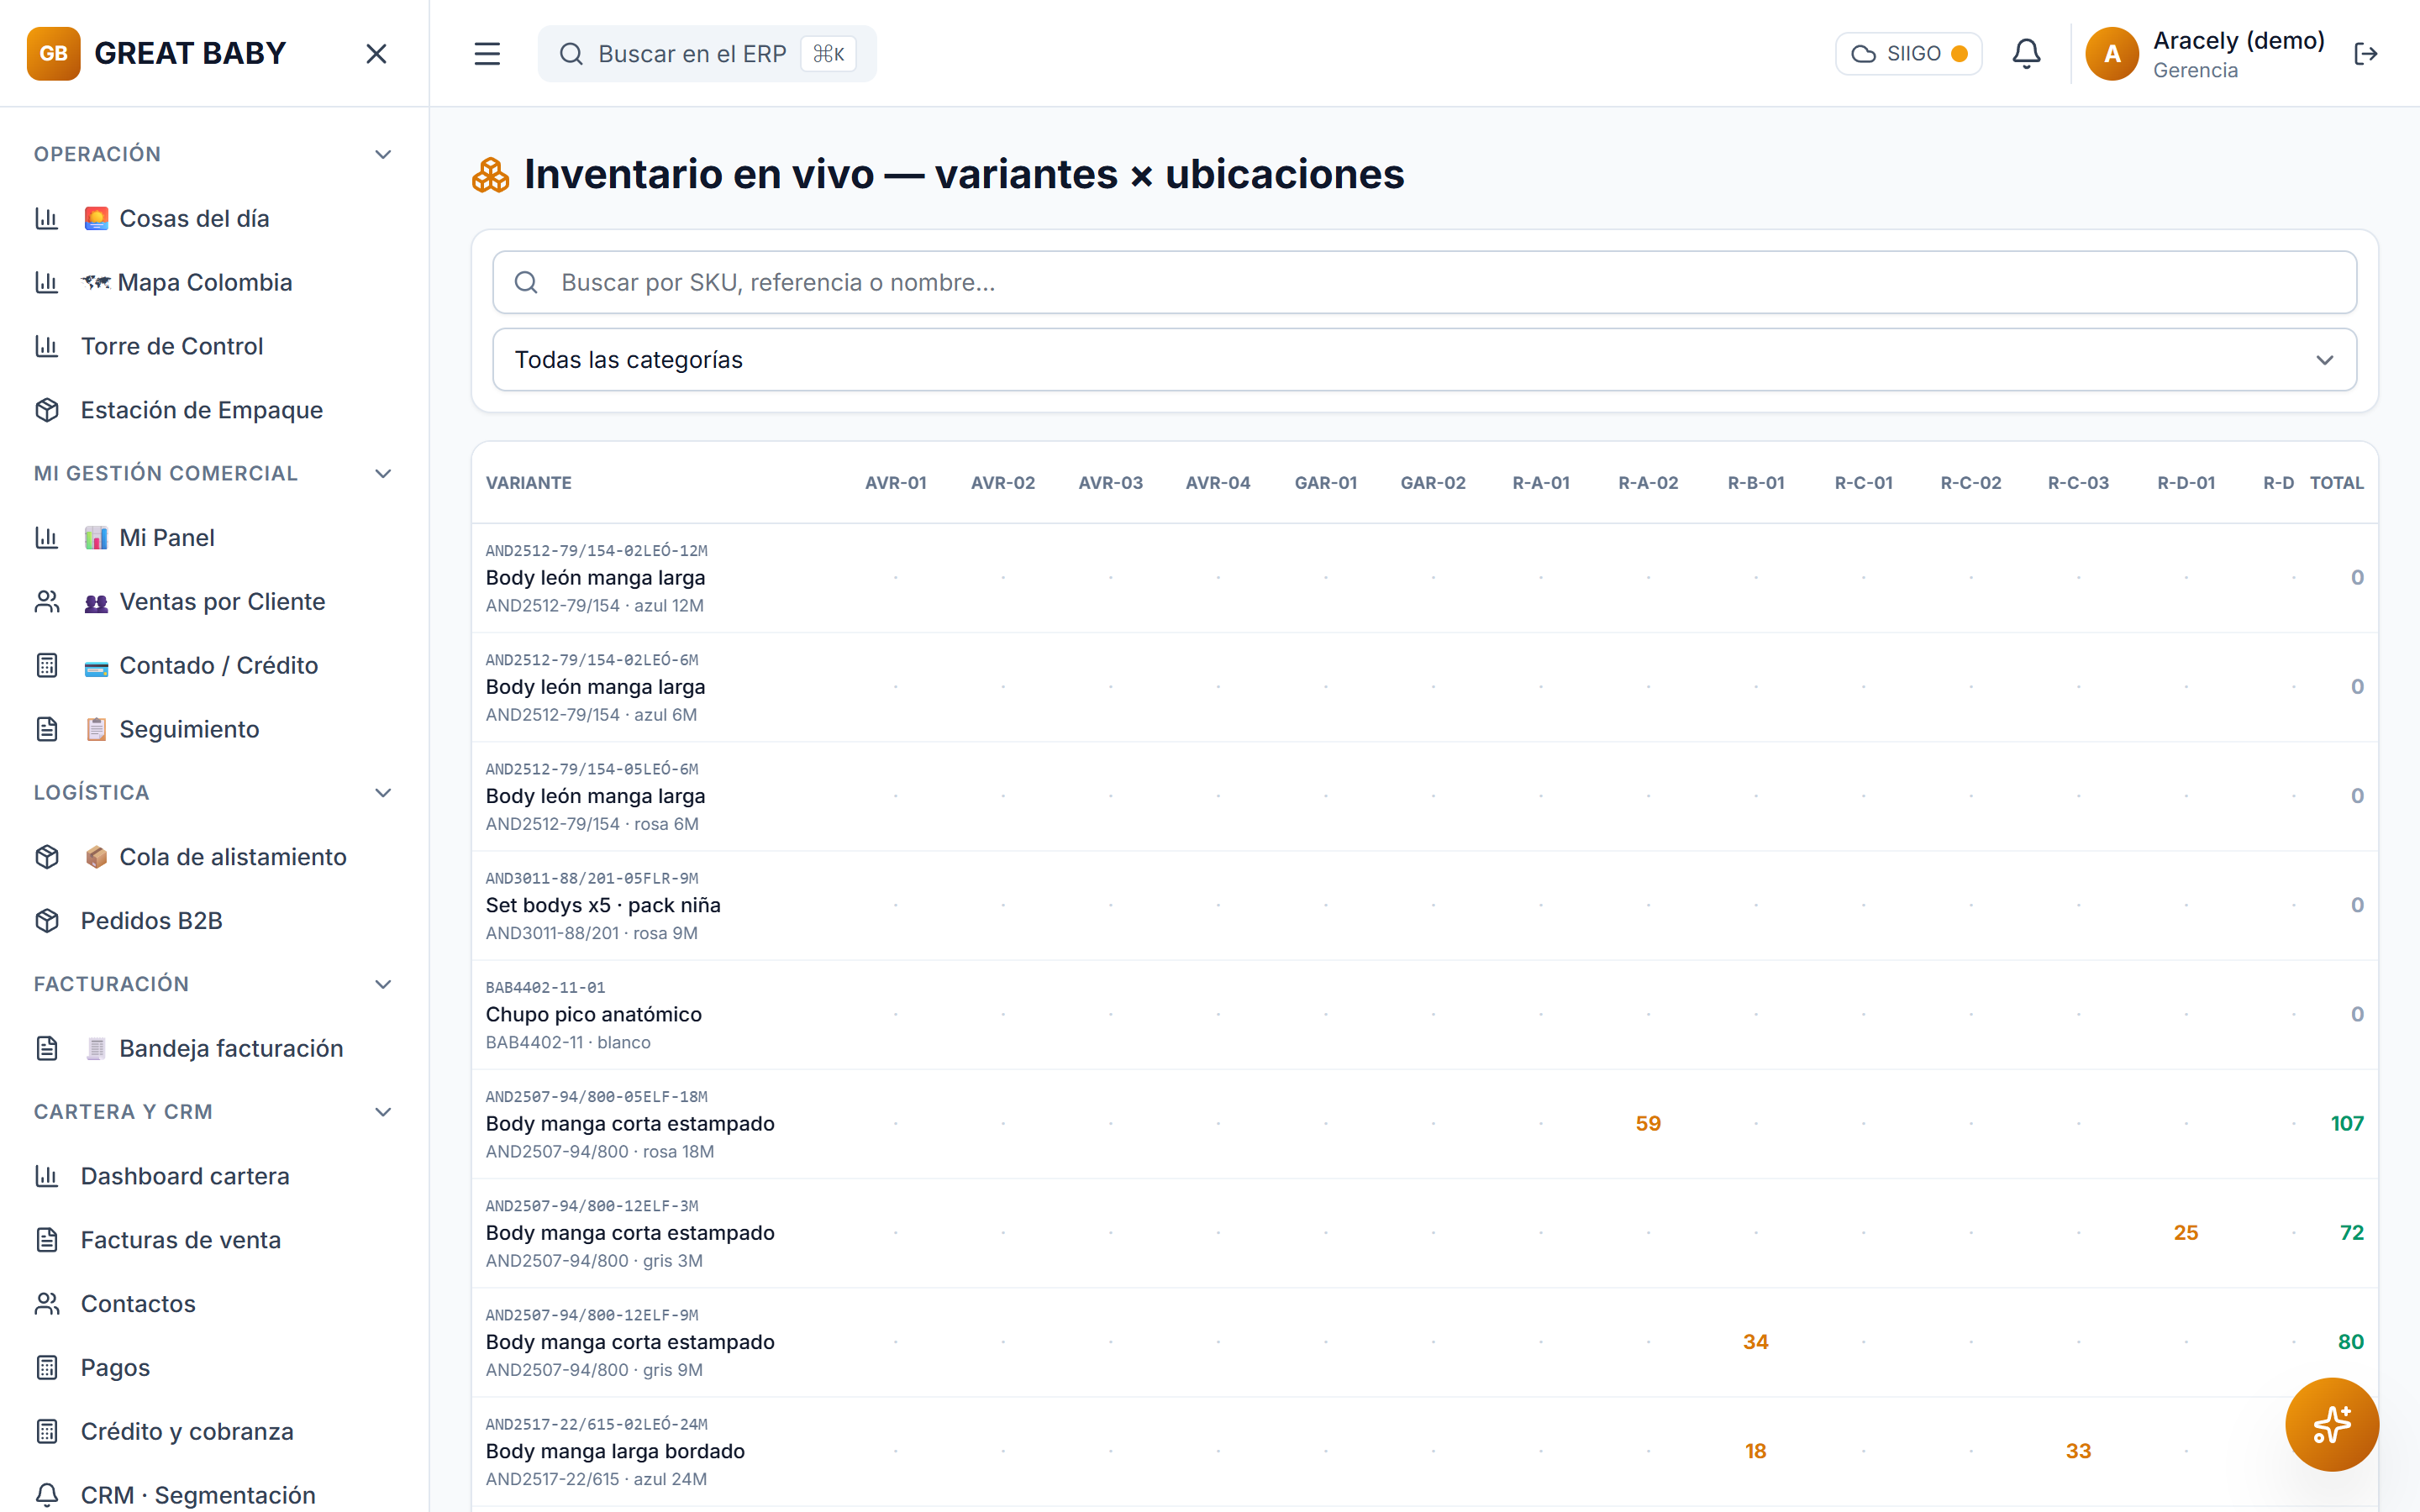 GB GREAT BABY
Buscar en el ERP ⌘K
SIIGO
A
Aracely (demo)
Gerencia
OPERACIÓN
Cosas del día
Mapa Colombia
Torre de Control
Estación de Empaque
MI GESTIÓN COMERCIAL
Mi Panel
Ventas por Cliente
Contado / Crédito
Seguimiento
LOGÍSTICA
Cola de alistamiento
Pedidos B2B
FACTURACIÓN
Bandeja facturación
CARTERA Y CRM
Dashboard cartera
Facturas de venta
Contactos
Pagos
Crédito y cobranza
CRM · Segmentación
Inventario en vivo — variantes × ubicaciones
Buscar por SKU, referencia o nombre...
Todas las categorías
VARIANTE AVR-01 AVR-02 AVR-03 AVR-04 GAR-01 GAR-02 R-A-01 R-A-02 R-B-01 R-C-01 R-C-02 R-C-03 R-D-01 R-D TOTAL
AND2512-79/154-02LEÓ-12M
Body león manga larga · · · · · · · · · · · · · · 0
AND2512-79/154 · azul 12M
AND2512-79/154-02LEÓ-6M
Body león manga larga · · · · · · · · · · · · · · 0
AND2512-79/154 · azul 6M
AND2512-79/154-05LEÓ-6M
Body león manga larga · · · · · · · · · · · · · · 0
AND2512-79/154 · rosa 6M
AND3011-88/201-05FLR-9M
Set bodys x5 · pack niña · · · · · · · · · · · · · · 0
AND3011-88/201 · rosa 9M
BAB4402-11-01
Chupo pico anatómico · · · · · · · · · · · · · · 0
BAB4402-11 · blanco
AND2507-94/800-05ELF-18M
Body manga corta estampado · · · · · · · 59 · · · · · · 107
AND2507-94/800 · rosa 18M
AND2507-94/800-12ELF-3M
Body manga corta estampado · · · · · · · · · · · · 25 · 72
AND2507-94/800 · gris 3M
AND2507-94/800-12ELF-9M
Body manga corta estampado · · · · · · · · 34 · · · · · 80
AND2507-94/800 · gris 9M
AND2517-22/615-02LEÓ-24M
Body manga larga bordado · · · · · · · · 18 · · 33 ·
AND2517-22/615 · azul 24M